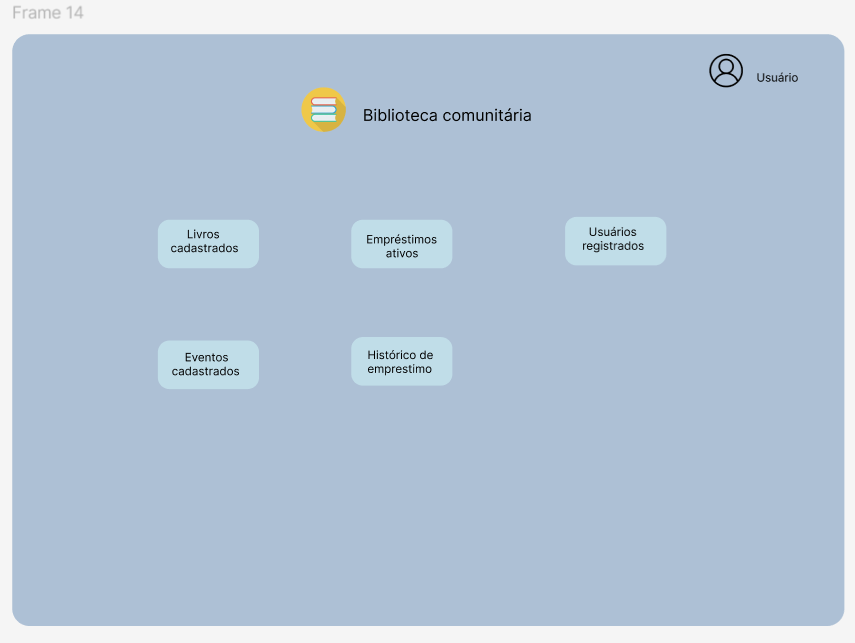 Frame 14
Usuário
Biblioteca comunitária
Livros
cadastrados
Empréstimos
ativos
Usuários
registrados
Eventos
cadastrados
Histórico de
emprestimo